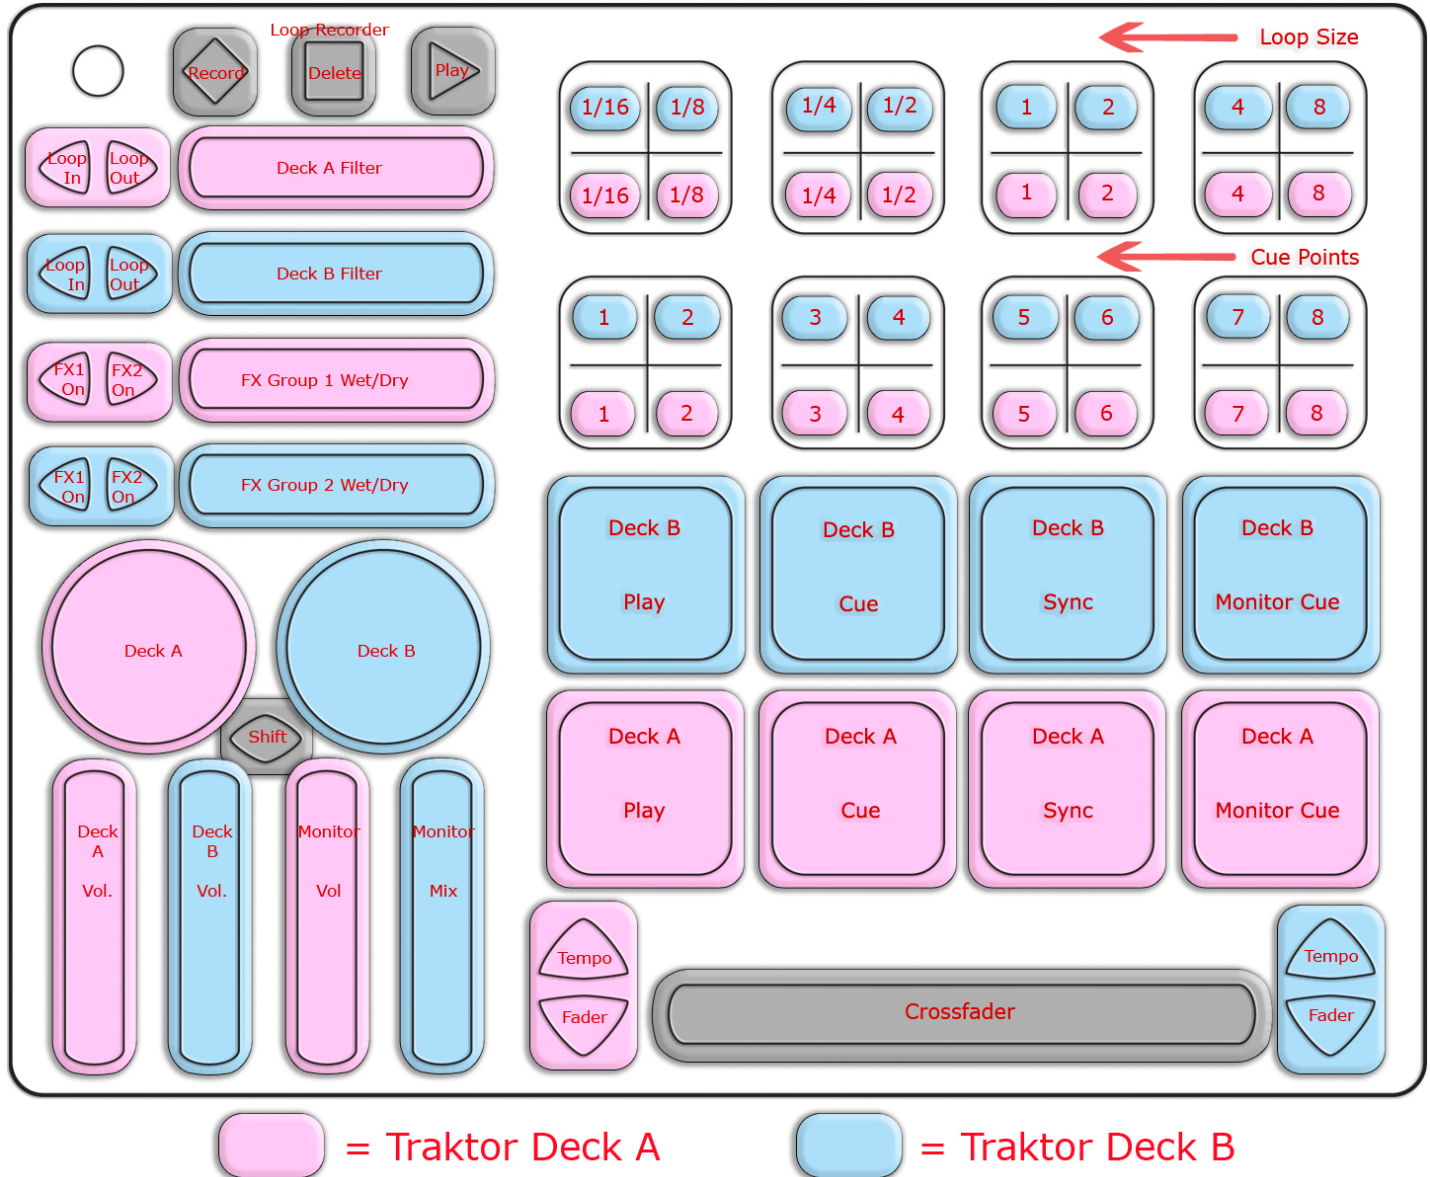 Loop Recorder
Record
Delete
Play
Loop In
Loop Out
Deck A Filter
Loop In
Loop Out
Deck B Filter
FX1 On
FX2 On
FX Group 1 Wet/Dry
FX1 On
FX2 On
FX Group 2 Wet/Dry
Deck A
Deck B
Shift
Deck
A
Vol.
Deck
B
Vol.
Monitor
Vol
Monitor
Mix
Loop Size
1/16 1/8 1/4 1/2 1 2 4 8
1/16 1/8 1/4 1/2 1 2 4 8
Cue Points
1 2 3 4 5 6 7 8
1 2 3 4 5 6 7 8
Deck B
Play
Deck B
Cue
Deck B
Sync
Deck B
Monitor Cue
Deck A
Play
Deck A
Cue
Deck A
Sync
Deck A
Monitor Cue
Tempo
Fader
Crossfader
Tempo
Fader
= Traktor Deck A
= Traktor Deck B